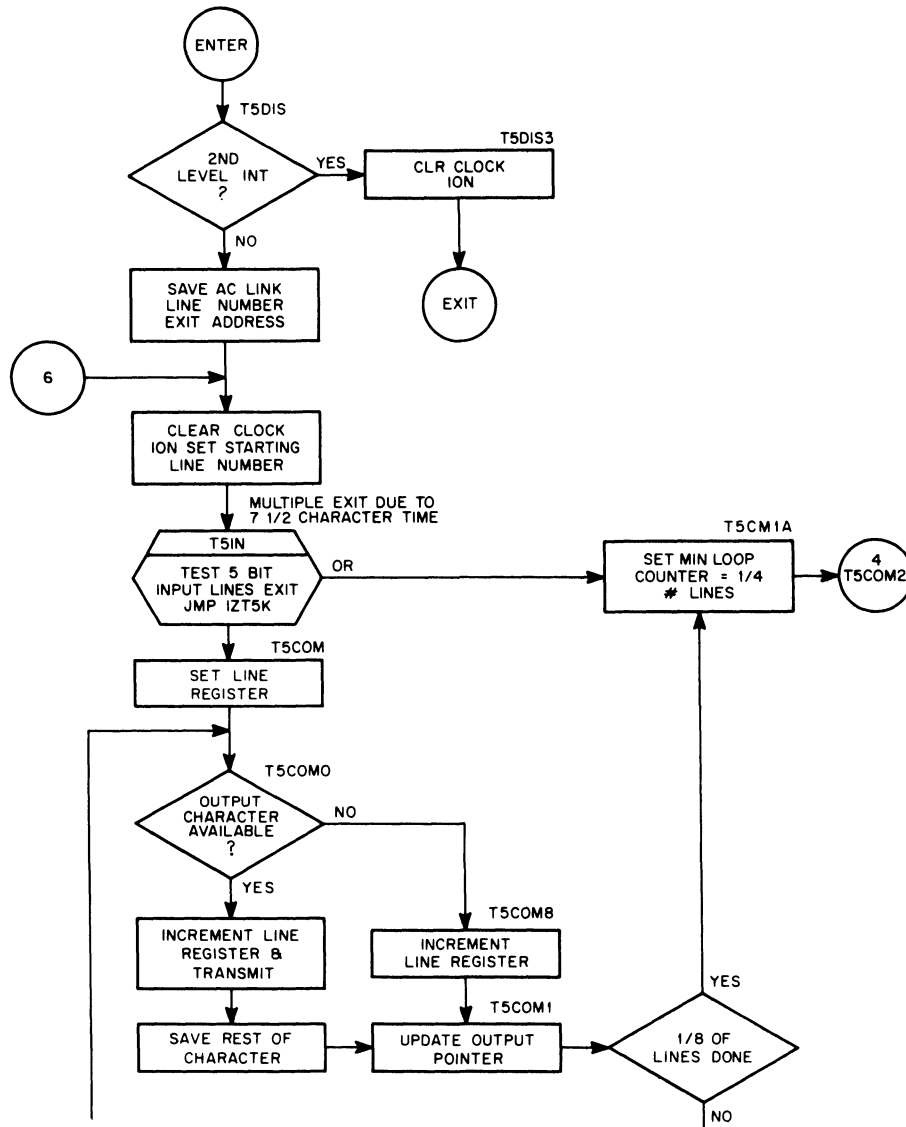 ENTER
T5DIS
2ND
LEVEL INT
?
YES
T5DIS3
CLR CLOCK
ION
NO
SAVE AC LINK
LINE NUMBER
EXIT ADDRESS
EXIT
6
CLEAR CLOCK
ION SET STARTING
LINE NUMBER
MULTIPLE EXIT DUE TO
7 1/2 CHARACTER TIME
T5IN
TEST 5 BIT
INPUT LINES EXIT
JMP IZT5K
OR
T5CM1A
SET MIN LOOP
COUNTER = 1/4
# LINES
4
T5COM2
T5COM
SET LINE
REGISTER
T5COM0
OUTPUT
CHARACTER
AVAILABLE
?
NO
YES
INCREMENT LINE
REGISTER &
TRANSMIT
T5COM8
INCREMENT
LINE REGISTER
SAVE REST OF
CHARACTER
T5COM1
UPDATE OUTPUT
POINTER
YES
1/8 OF
LINES DONE
NO